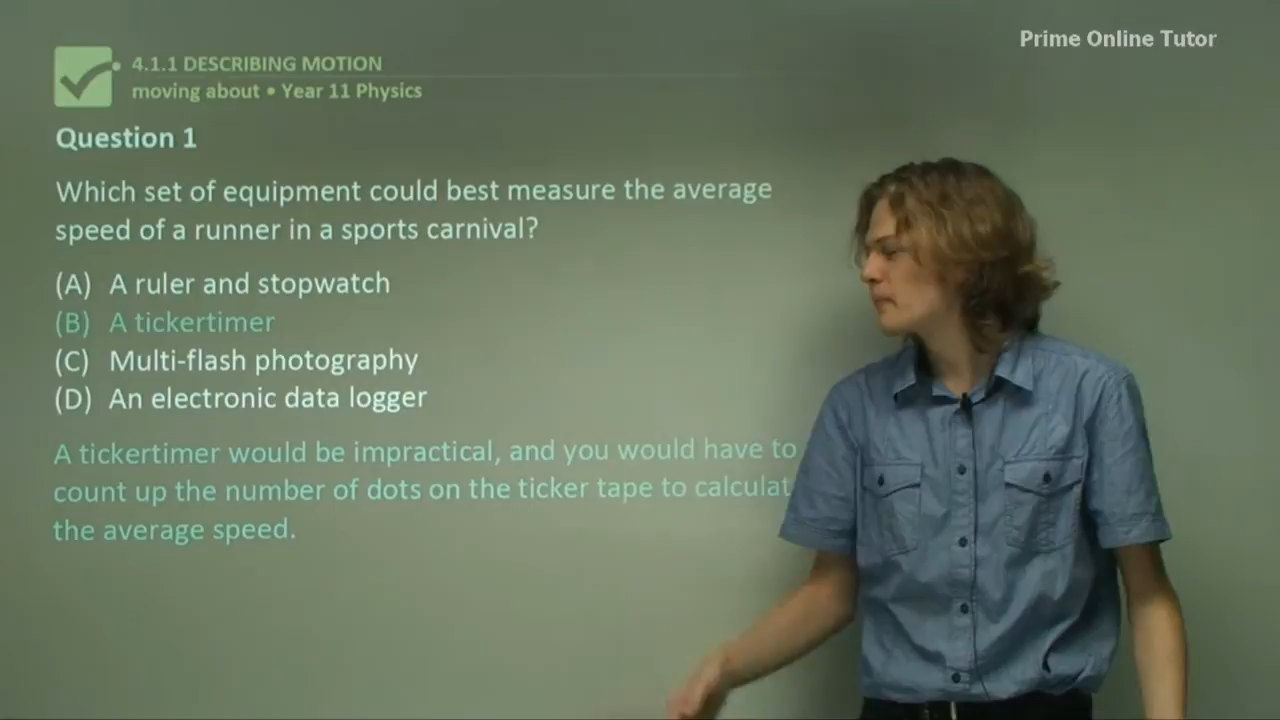 Prime Online Tutor
4.1.1 DESCRIBING MOTION
moving about • Year 11 Physics
Question 1
Which set of equipment could best measure the average
speed of a runner in a sports carnival?
(A) A ruler and stopwatch
(B) A tickertimer
(C) Multi-flash photography
(D) An electronic data logger
A tickertimer would be impractical, and you would have to
count up the number of dots on the ticker tape to calculat
the average speed.